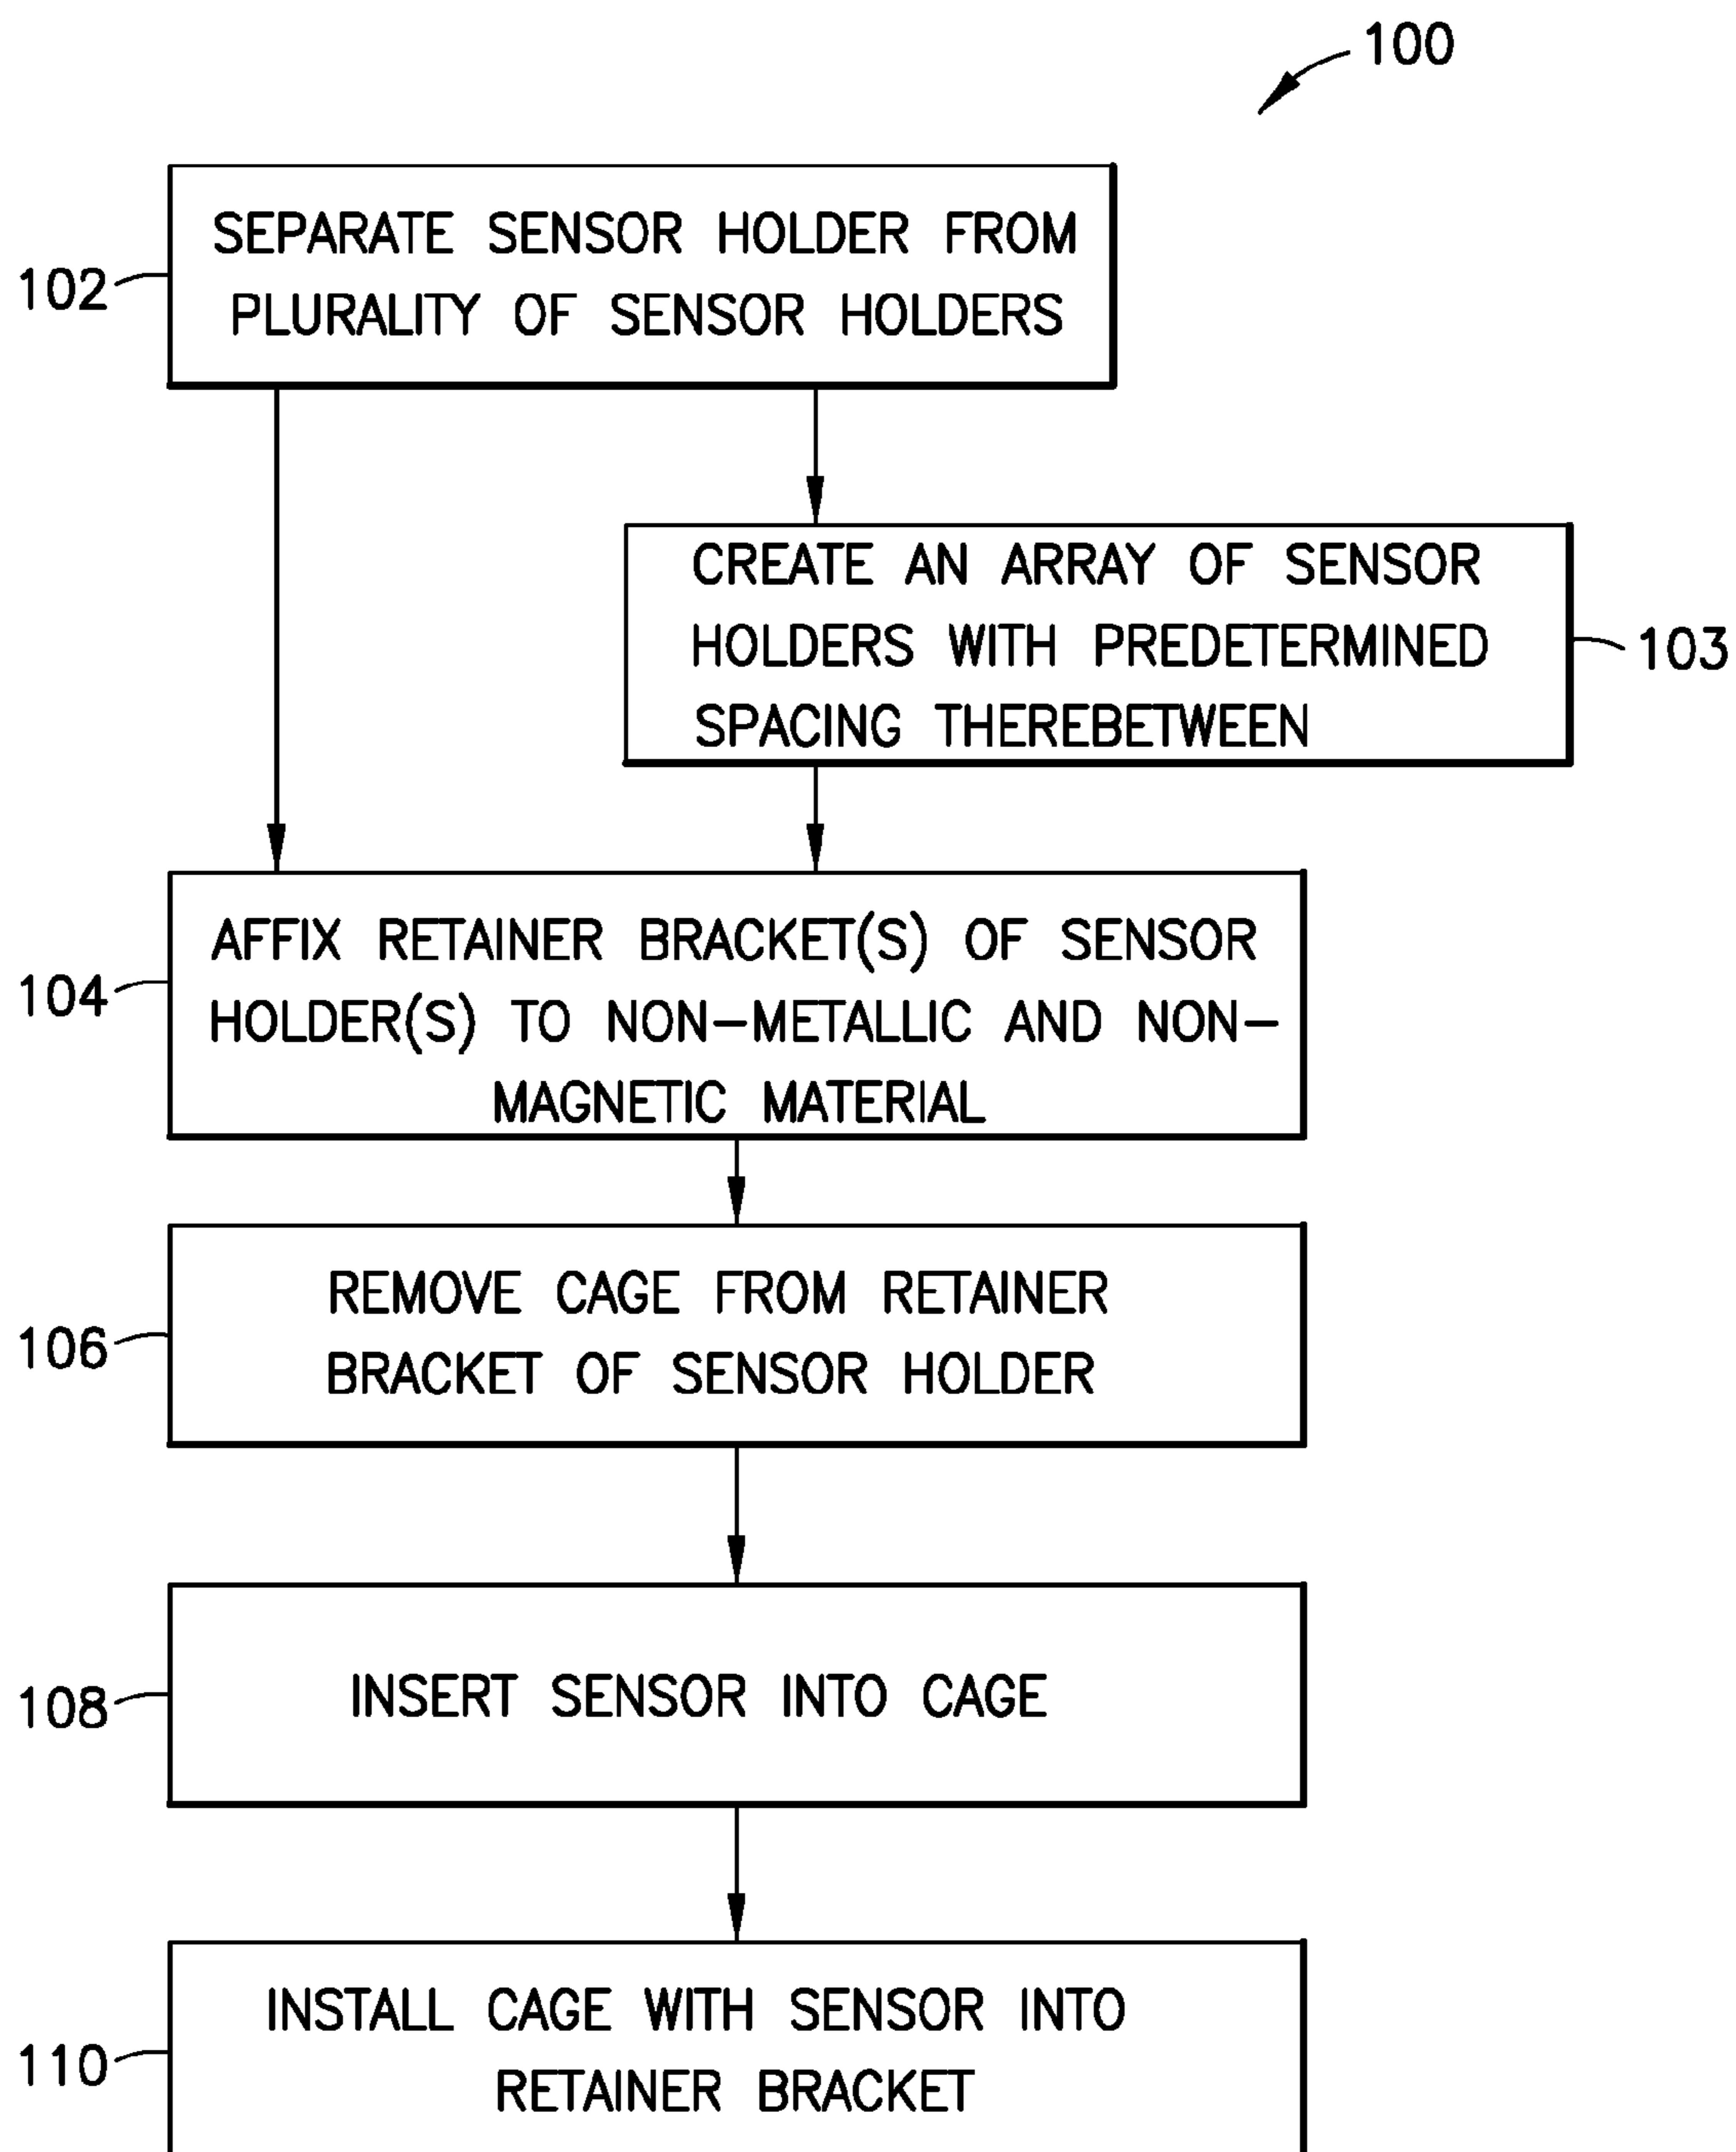 100
SEPARATE SENSOR HOLDER FROM
PLURALITY OF SENSOR HOLDERS
102
CREATE AN ARRAY OF SENSOR
HOLDERS WITH PREDETERMINED
SPACING THEREBETWEEN
103
AFFIX RETAINER BRACKET(S) OF SENSOR
HOLDER(S) TO NON-METALLIC AND NON-
MAGNETIC MATERIAL
104
REMOVE CAGE FROM RETAINER
BRACKET OF SENSOR HOLDER
106
INSERT SENSOR INTO CAGE
108
INSTALL CAGE WITH SENSOR INTO
RETAINER BRACKET
110